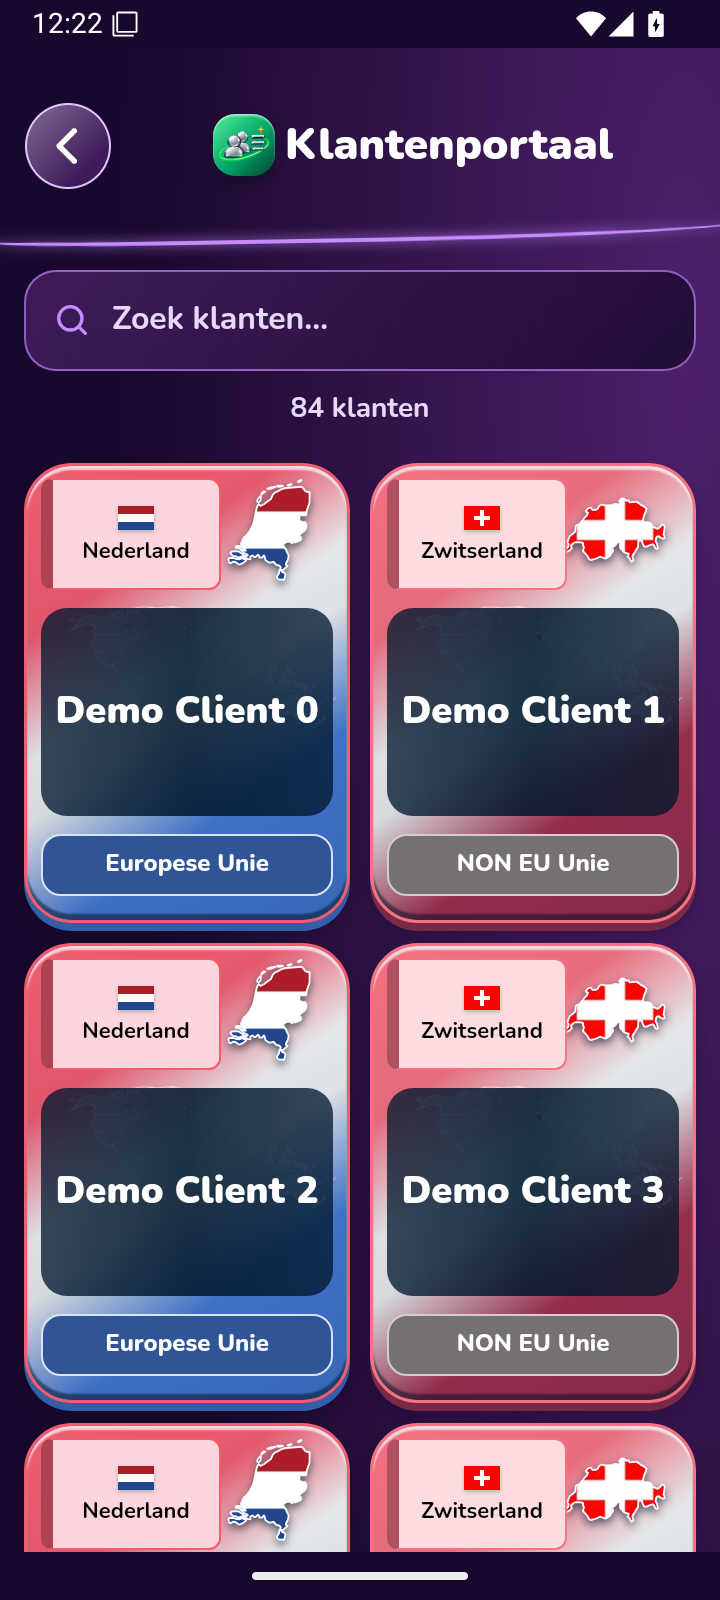 12:22
Klantenportaal
Zoek klanten...
84 klanten
Nederland
Zwitserland
Demo Client 0
Demo Client 1
Europese Unie
NON EU Unie
Nederland
Zwitserland
Demo Client 2
Demo Client 3
Europese Unie
NON EU Unie
Nederland
Zwitserland